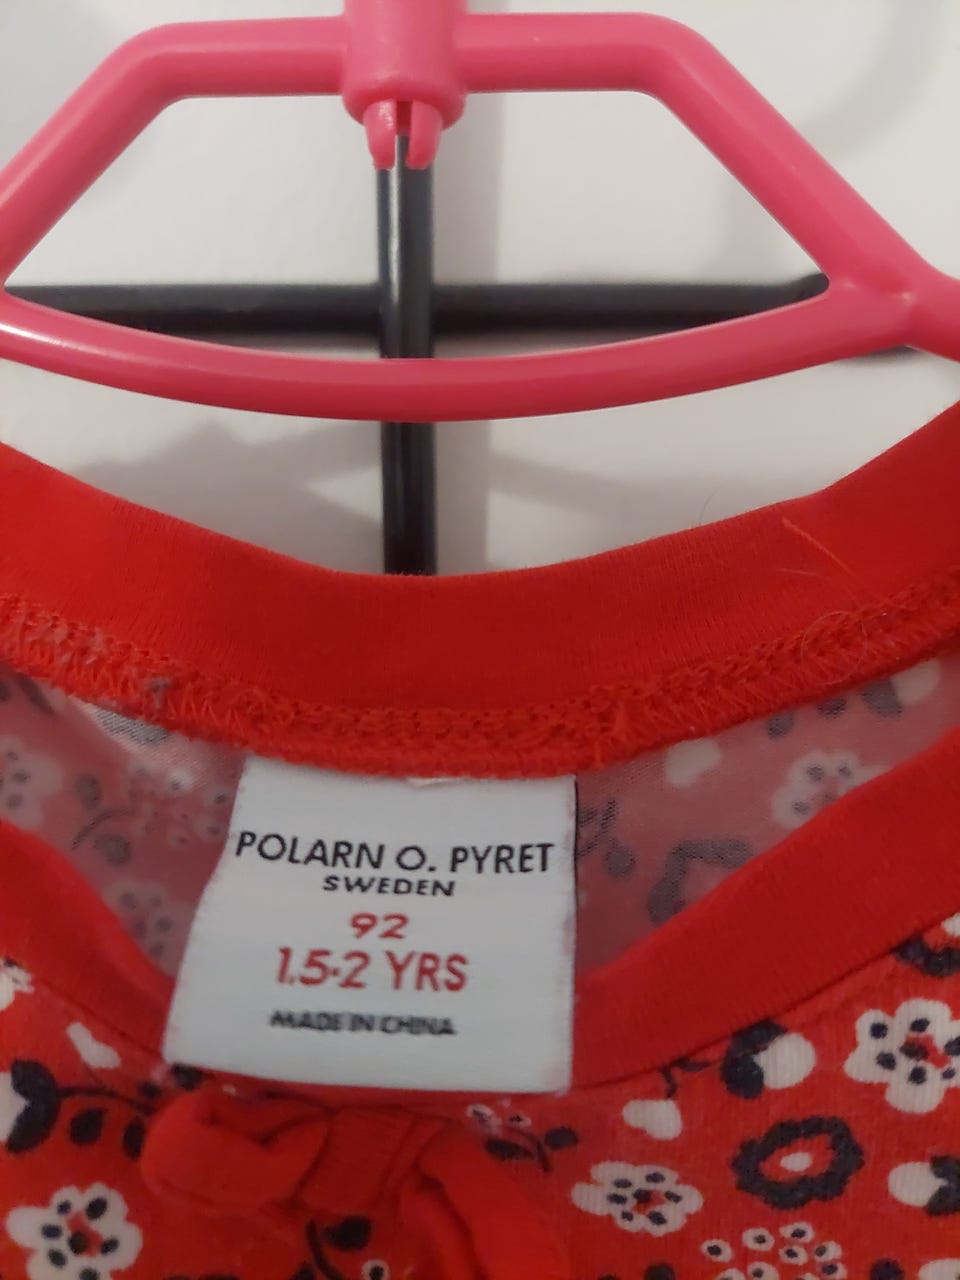 POLARN O. PYRET
SWEDEN
92
1.5-2 YRS
MADE IN CHINA